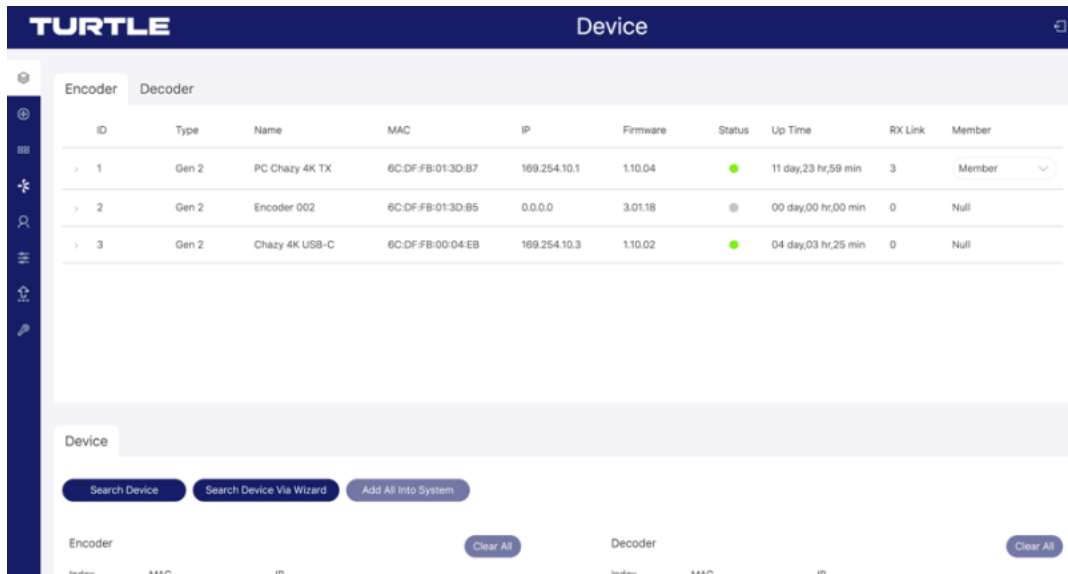 TURTLE Device
Encoder Decoder
ID Type Name MAC IP Firmware Status Up Time RX Link Member
1 Gen 2 PC Chazy 4K TX 6C:DF:FB:01:3D:B7 169.254.10.1 1.10.04 11 day,23 hr,59 min 3 Member
2 Gen 2 Encoder 002 6C:DF:FB:01:3D:B5 0.0.0.0 3.01.18 00 day,00 hr,00 min 0 Null
3 Gen 2 Chazy 4K USB-C 6C:DF:FB:00:04:EB 169.254.10.3 1.10.02 04 day,03 hr,25 min 0 Null
Device
Search Device Search Device Via Wizard Add All Into System
Encoder Clear All Decoder Clear All
Index MAC IP Index MAC IP